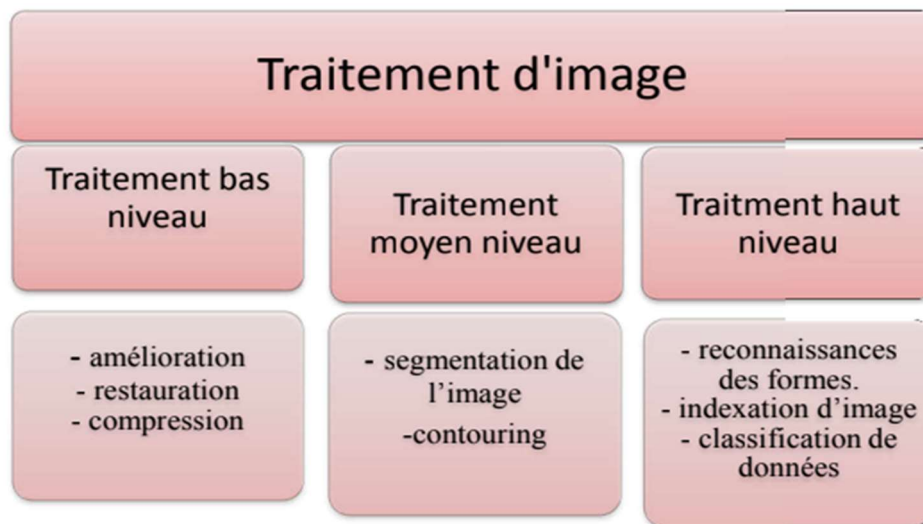 Traitement d'image
Traitement bas
niveau
Traitement
moyen niveau
Traitment haut
niveau
- amélioration
- restauration
- compression
- segmentation de
l’image
-contouring
- reconnaissances
des formes.
- indexation d’image
- classification de
données